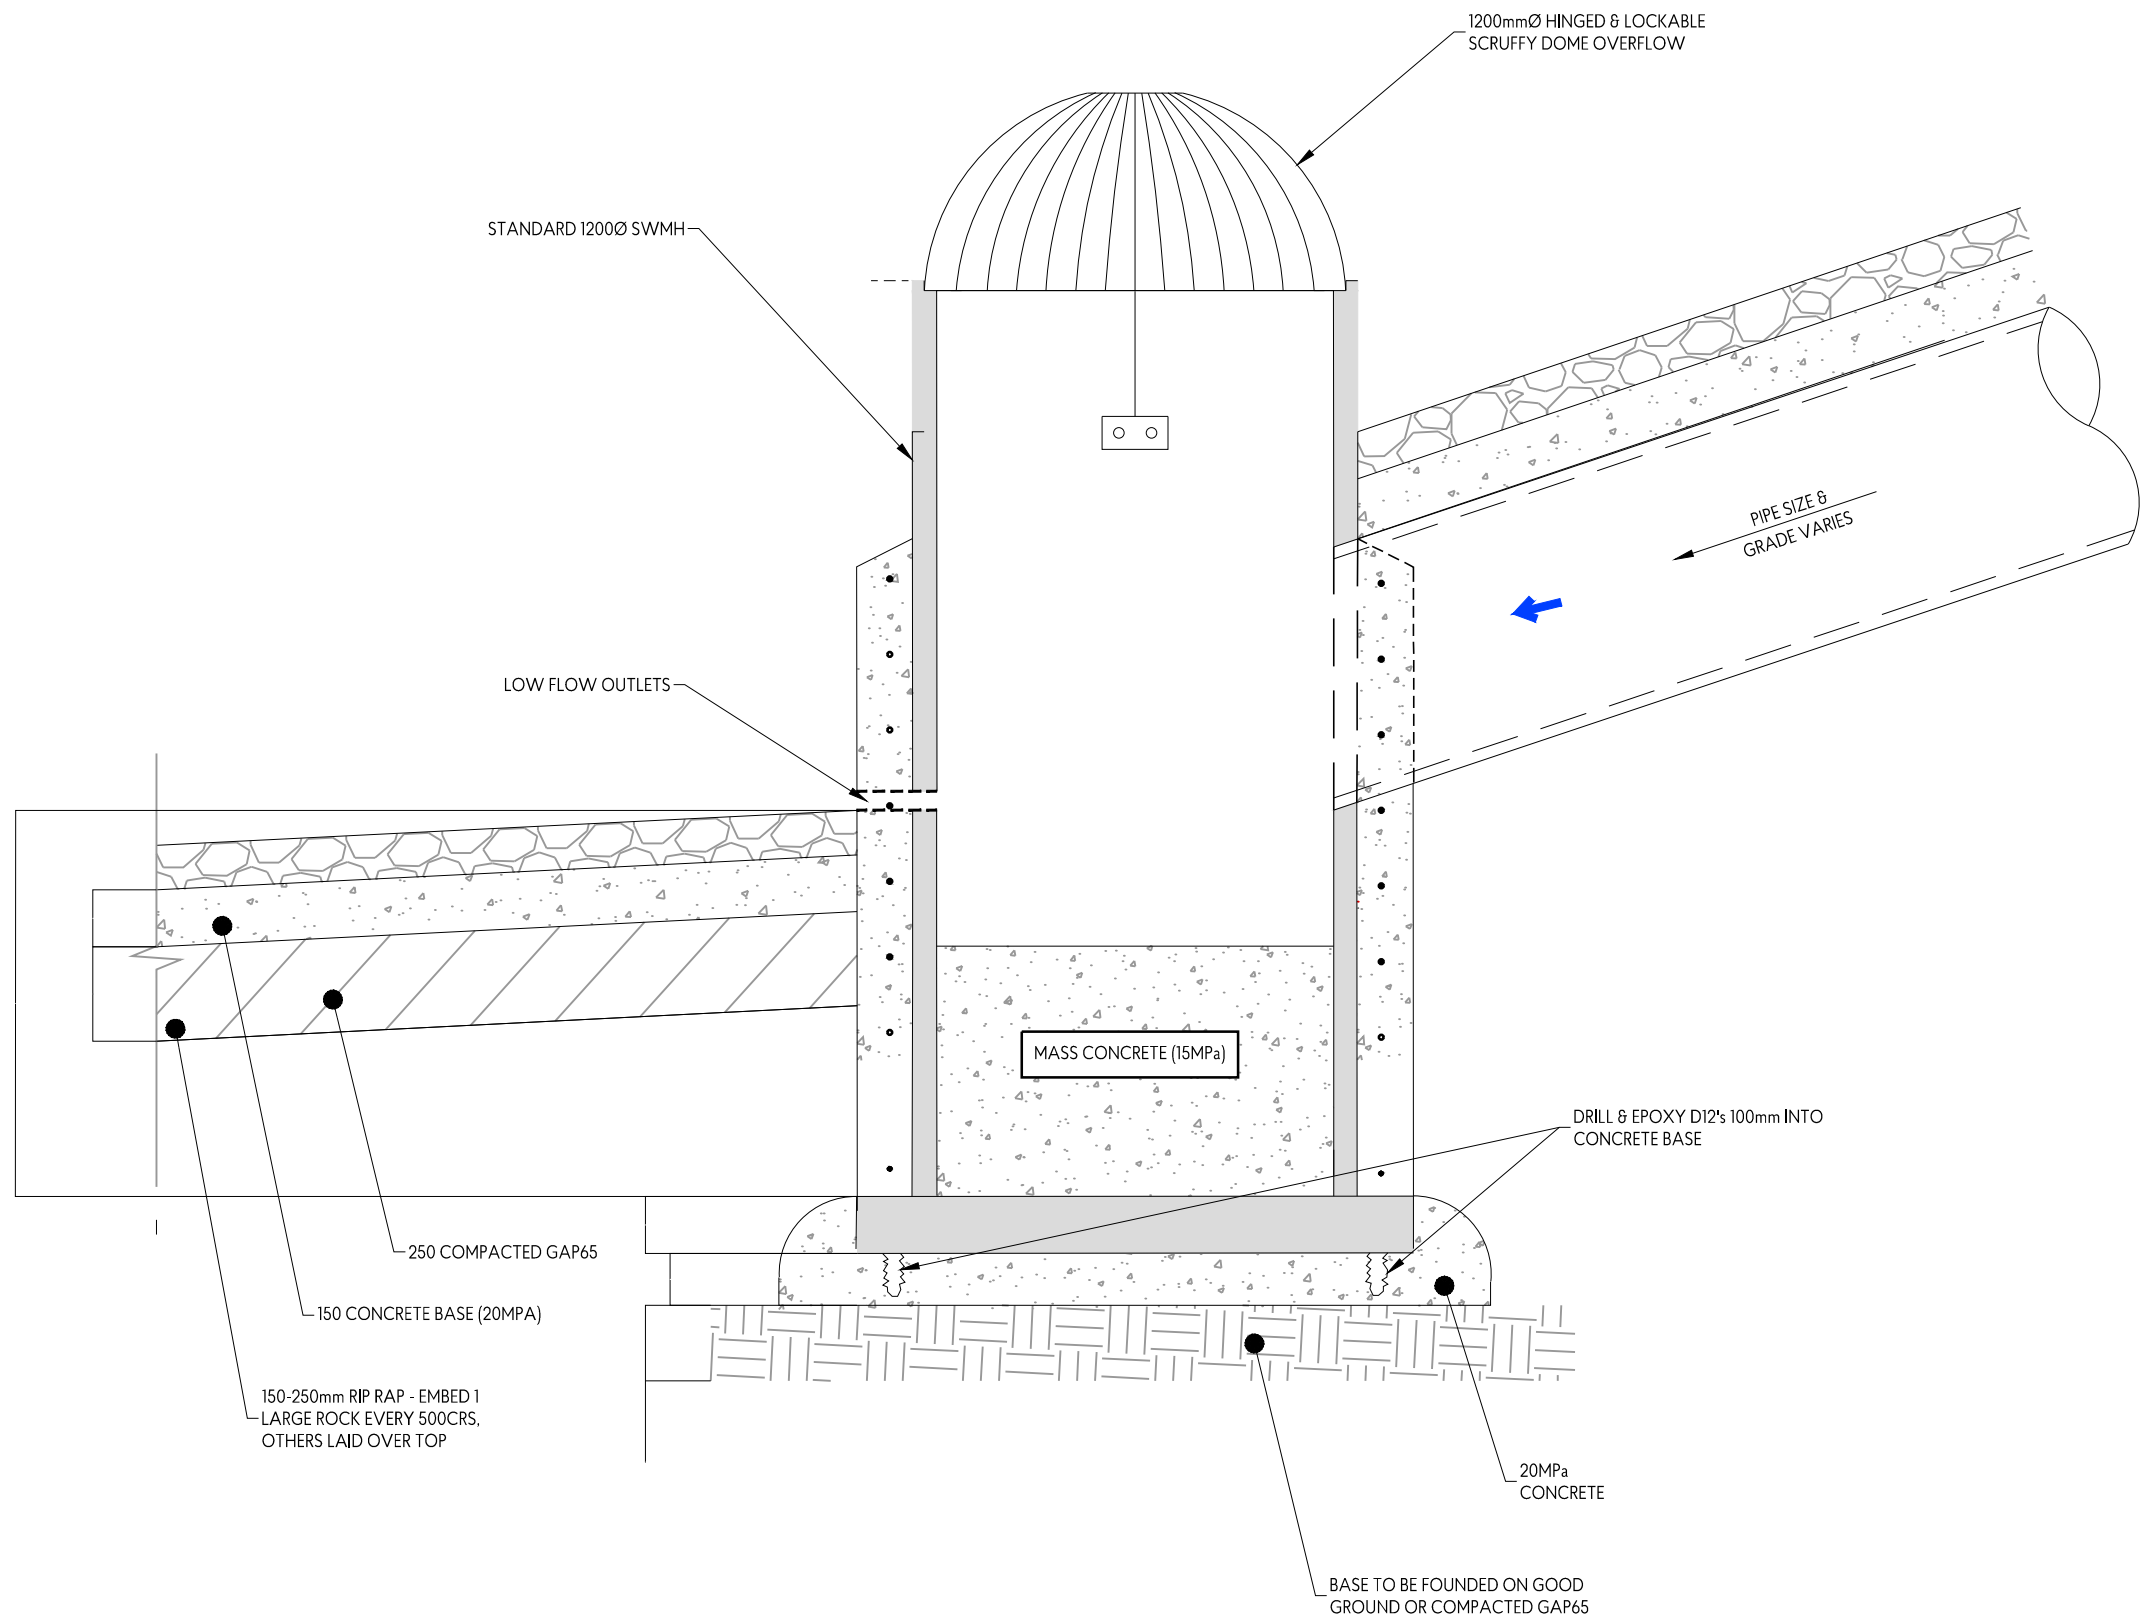 1200mmØ HINGED & LOCKABLE
SCRUFFY DOME OVERFLOW
STANDARD 1200Ø SWMH
PIPE SIZE &
GRADE VARIES
LOW FLOW OUTLETS
MASS CONCRETE (15MPa)
DRILL & EPOXY D12's 100mm INTO
CONCRETE BASE
250 COMPACTED GAP65
150 CONCRETE BASE (20MPA)
150-250mm RIP RAP - EMBED 1
LARGE ROCK EVERY 500CRS,
OTHERS LAID OVER TOP
20MPa
CONCRETE
BASE TO BE FOUNDED ON GOOD
GROUND OR COMPACTED GAP65